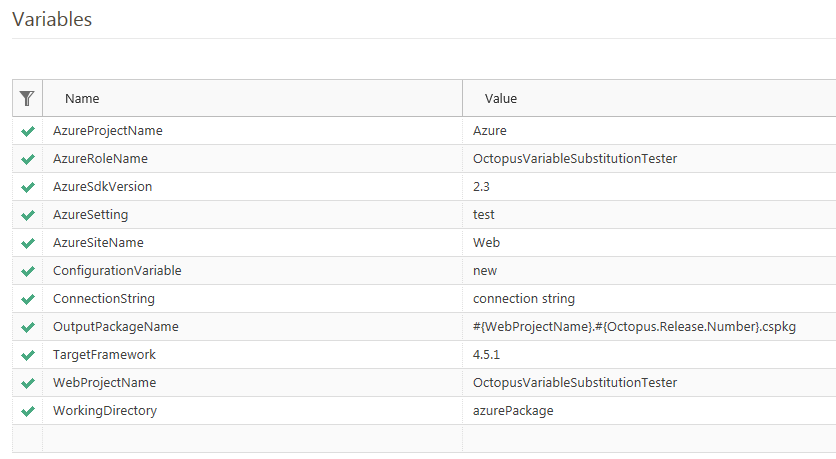 Variables
Name Value
AzureProjectName Azure
AzureRoleName OctopusVariableSubstitutionTester
AzureSdkVersion 2.3
AzureSetting test
AzureSiteName Web
ConfigurationVariable new
ConnectionString connection string
OutputPackageName #{WebProjectName}.#{Octopus.Release.Number}.cspkg
TargetFramework 4.5.1
WebProjectName OctopusVariableSubstitutionTester
WorkingDirectory azurePackage